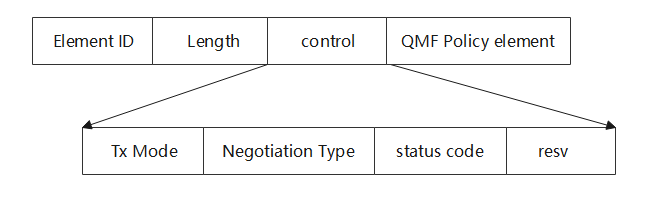 Element ID Length control QMF Policy element
Tx Mode Negotiation Type status code resv